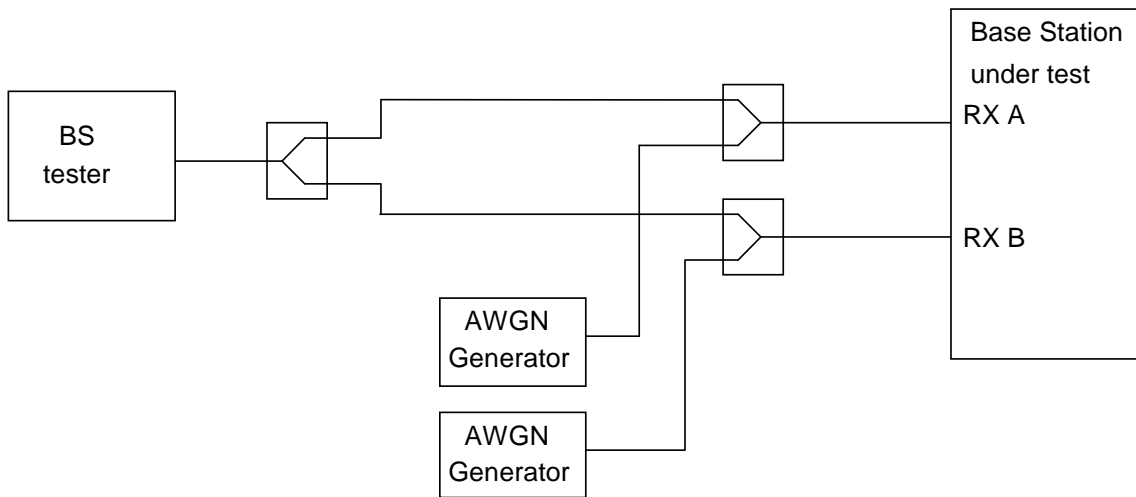 Base Station
under test
BS
tester
RX A
RX B
AWGN
Generator
AWGN
Generator